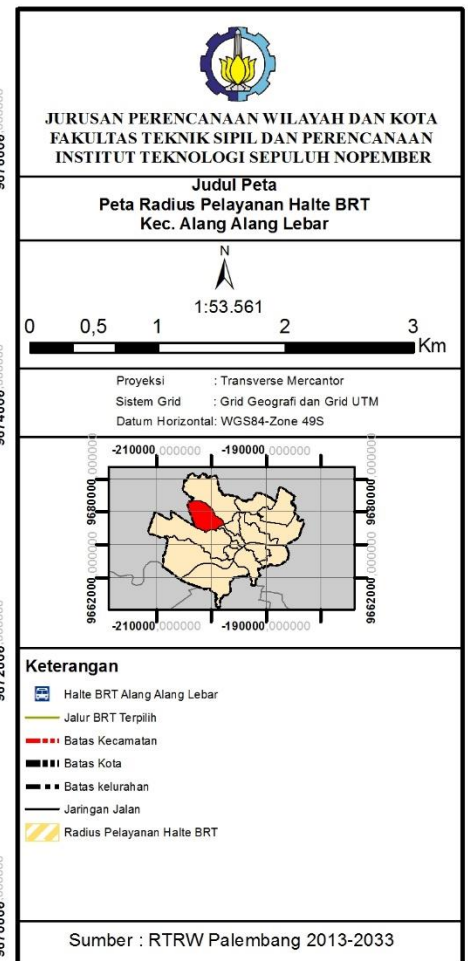 JURUSAN PERENCANAAN WILAYAH DAN KOTA
FAKULTAS TEKNIK SIPIL DAN PERENCANAAN
INSTITUT TEKNOLOGI SEPULUH NOPEMBER
Judul Peta
Peta Radius Pelayanan Halte BRT
Kec. Alang Alang Lebar
N
1:53.561
0 0,5 1 2 3
Km
Proyeksi : Transverse Mercantor
Sistem Grid : Grid Geografi dan Grid UTM
Datum Horizontal: WGS84-Zone 49S
-210000,000000 -190000,000000
9680000,000000 9680000,000000
9662000,000000 9662000,000000
-210000,000000 -190000,000000
Keterangan
Halte BRT Alang Alang Lebar
Jalur BRT Terpilih
Batas Kecamatan
Batas Kota
Batas kelurahan
Jaringan Jalan
Radius Pelayanan Halte BRT
Sumber : RTRW Palembang 2013-2033
9674000,000000
9672000,000000